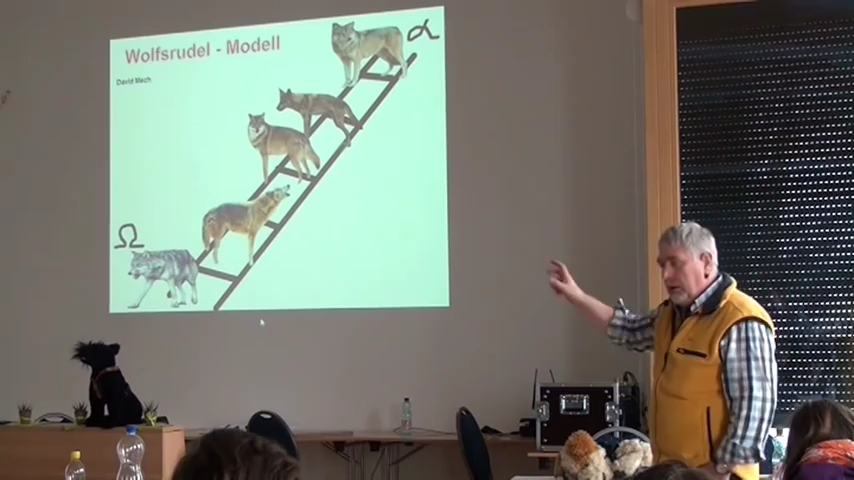 Wolfsrudel - Modell
David Mech
α
Ω